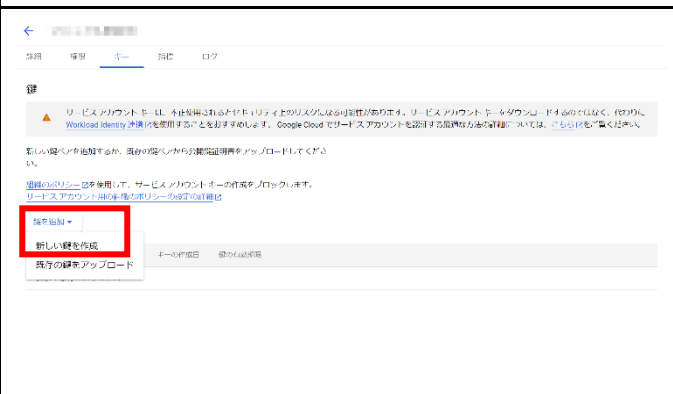 詳細 権限 キー 指標 ログ
鍵
サービス アカウント キーは、不正使用されるとセキュリティ上のリスクになる可能性があります。サービス アカウント キーをダウンロードするのではなく、代わりに
Workload Identity 連携を使用することをおすすめします。 Google Cloud でサービス アカウントを認証する最適な方法の詳細については、こちらをご覧ください。
新しい鍵ペアを追加するか、既存の鍵ペアから公開鍵証明書をアップロードしてくださ
い。
組織のポリシーを使用して、サービス アカウント キーの作成をブロックします。
サービス アカウント用の組織のポリシーの設定の詳細
鍵を追加
新しい鍵を作成
キーの作成日 鍵の有効期限
既存の鍵をアップロード